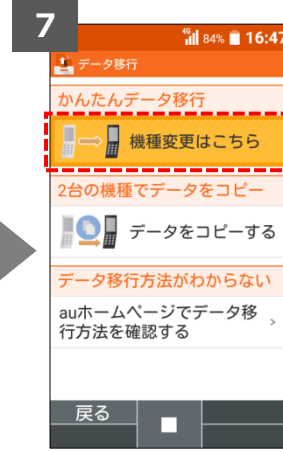 7
4G 84% 16:47
データ移行
かんたんデータ移行
機種変更はこちら
2台の機種でデータをコピー
データをコピーする
データ移行方法がわからない
auホームページでデータ移
行方法を確認する
戻る